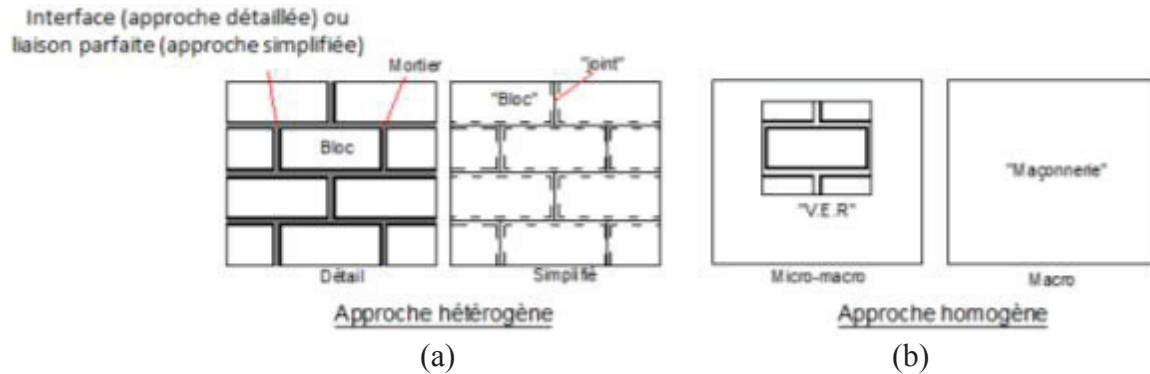 Interface (approche détaillée) ou
liaison parfaite (approche simplifiée)
Mortier
"joint"
"Bloc"
Bloc
"V.E.R"
"Maçonnerie"
Détail
Simplifié
Micro-macro
Macro
Approche hétérogène
Approche homogène
(a)
(b)